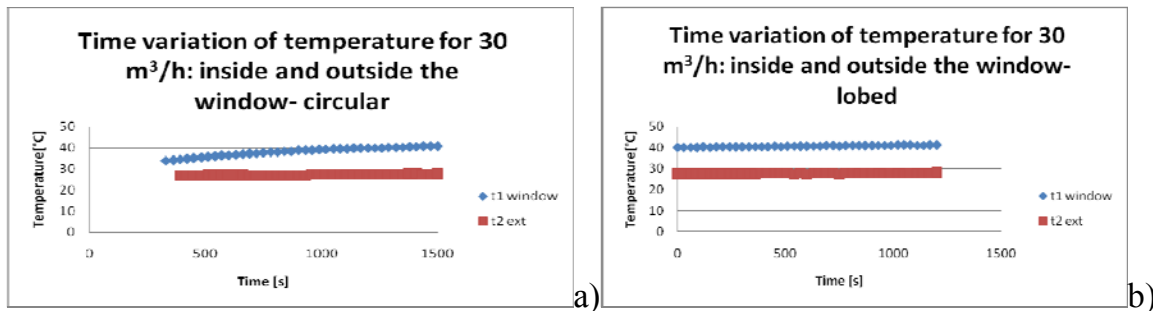 Time variation of temperature for 30
m³/h: inside and outside the
window- circular
Temperature[°C]
50
40
30
20
10
0
0
500
1000
1500
Time [s]
t1 window
t2 ext
a)
Time variation of temperature for 30
m³/h: inside and outside the window-
lobed
Temperature [°C]
50
40
30
20
10
0
0
500
1000
1500
Time [s]
t1 window
t2 ext
b)